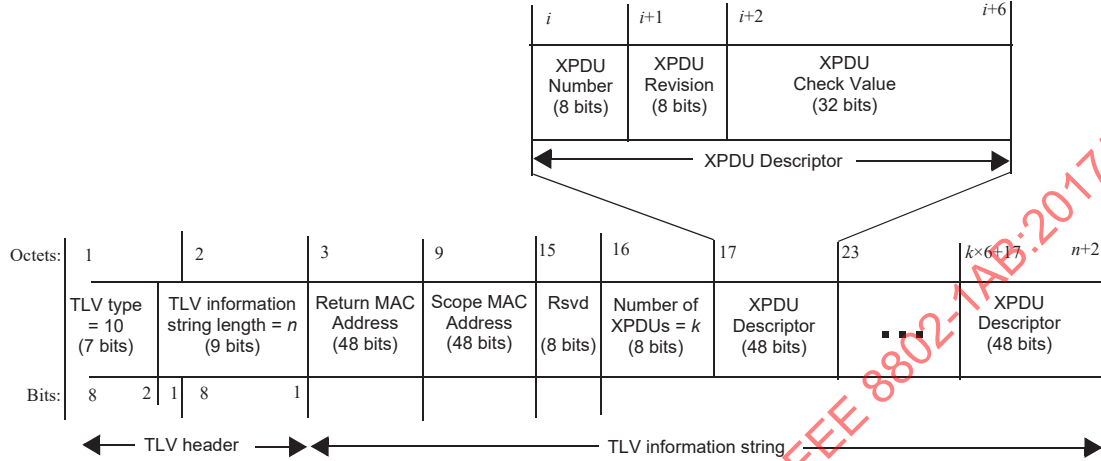 i i+1 i+2 i+6
XPDU XPDU XPDU
Number Revision Check Value
(8 bits) (8 bits) (32 bits)
XPDU Descriptor
Octets: 1 2 3 9 15 16 17 23 k×6+17 n+2
TLV type TLV information Return MAC Scope MAC Rsvd Number of XPDU XPDU
= 10 string length = n Address Address XPDUs = k Descriptor ... Descriptor
(7 bits) (9 bits) (48 bits) (48 bits) (8 bits) (8 bits) (48 bits) (48 bits)
Bits: 8 2 1 8 1
TLV header TLV information string
EEE 8802-1AB:2017